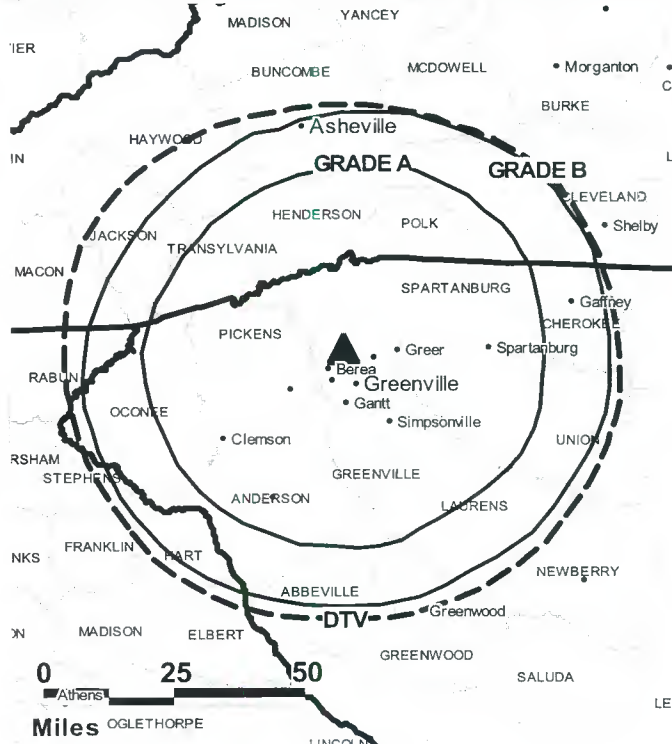 YANCEY
MADISON
IER
BUNCOMBE
MCDOWELL
Morganton
C
BURKE
Asheville
HAYWOOD
IN
L
GRADE A
GRADE B
CLEVELAND
HENDERSON
POLK
Shelby
JACKSON
TRANSYLVANIA
MACON
SPARTANBURG
Gaffney
CHEROKEE
PICKENS
Greer
Spartanburg
Berea
RABUN
Greenville
OCONEE
Gantt
Simpsonville
Clemson
UNION
RSHAM
STEPHENS
GREENVILLE
ANDERSON
LAURENS
FRANKLIN
NKS
HART
NEWBERRY
ABBEVILLE
Greenwood
DTV
ON
MADISON
ELBERT
GREENWOOD
0 25 50
SALUDA
Athens
LE
Miles
OGLETHORPE
LINCOLN